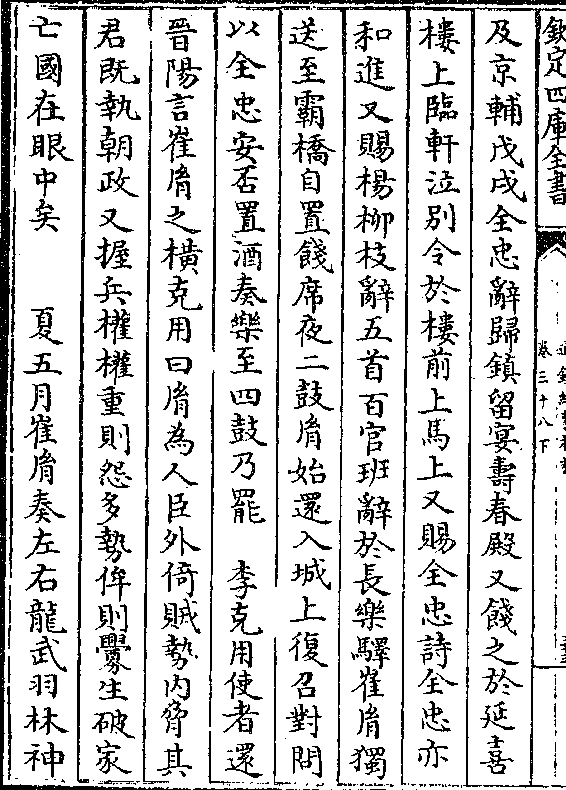 欽定四庫全書
卷三十八下
及京輔戊戌全忠辭歸鎮留宴壽春殿又餞之於延喜
樓上臨軒泣别令於樓前上馬上又賜全忠詩全忠亦
和進又賜楊柳枝辭五首百官班辭於長樂驛崔𦙍獨
送至霸橋自置餞席夜二鼓𦙍始還入城上復召對問
以全忠安否置酒奏樂至四鼓乃罷　李克用使者還
晉陽言崔𦙍之橫克用曰𦙍為人臣外倚賊勢内脅其
君既執朝政又握兵權權重則怨多勢侔則釁生破家
亡國在眼中矣　　夏五月崔𦙍奏左右龍武羽林神